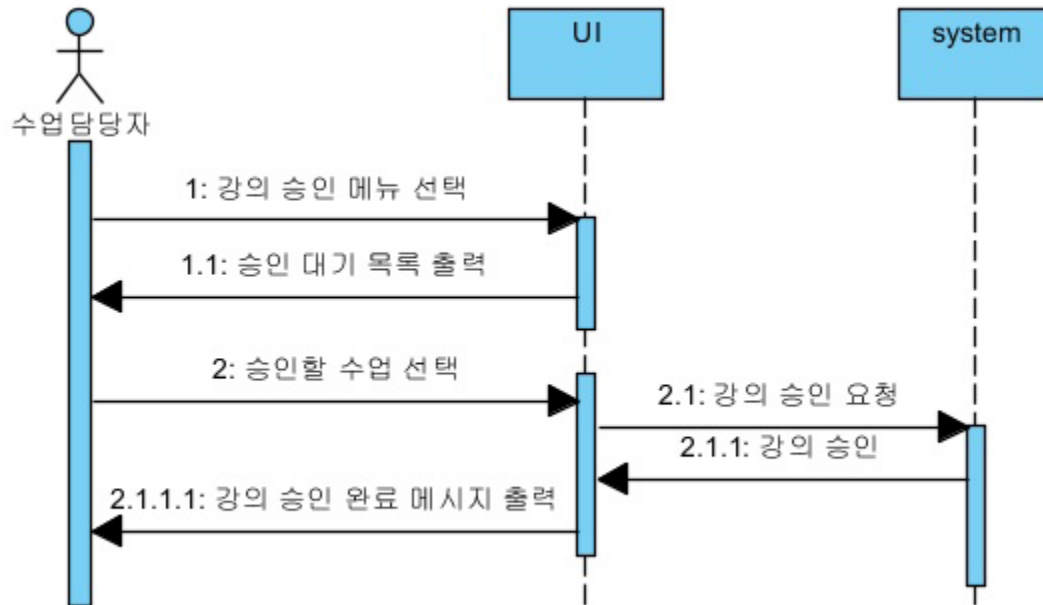 UI
system
수업담당자
1: 강의 승인 메뉴 선택
1.1: 승인 대기 목록 출력
2: 승인할 수업 선택
2.1: 강의 승인 요청
2.1.1: 강의 승인
2.1.1.1: 강의 승인 완료 메시지 출력